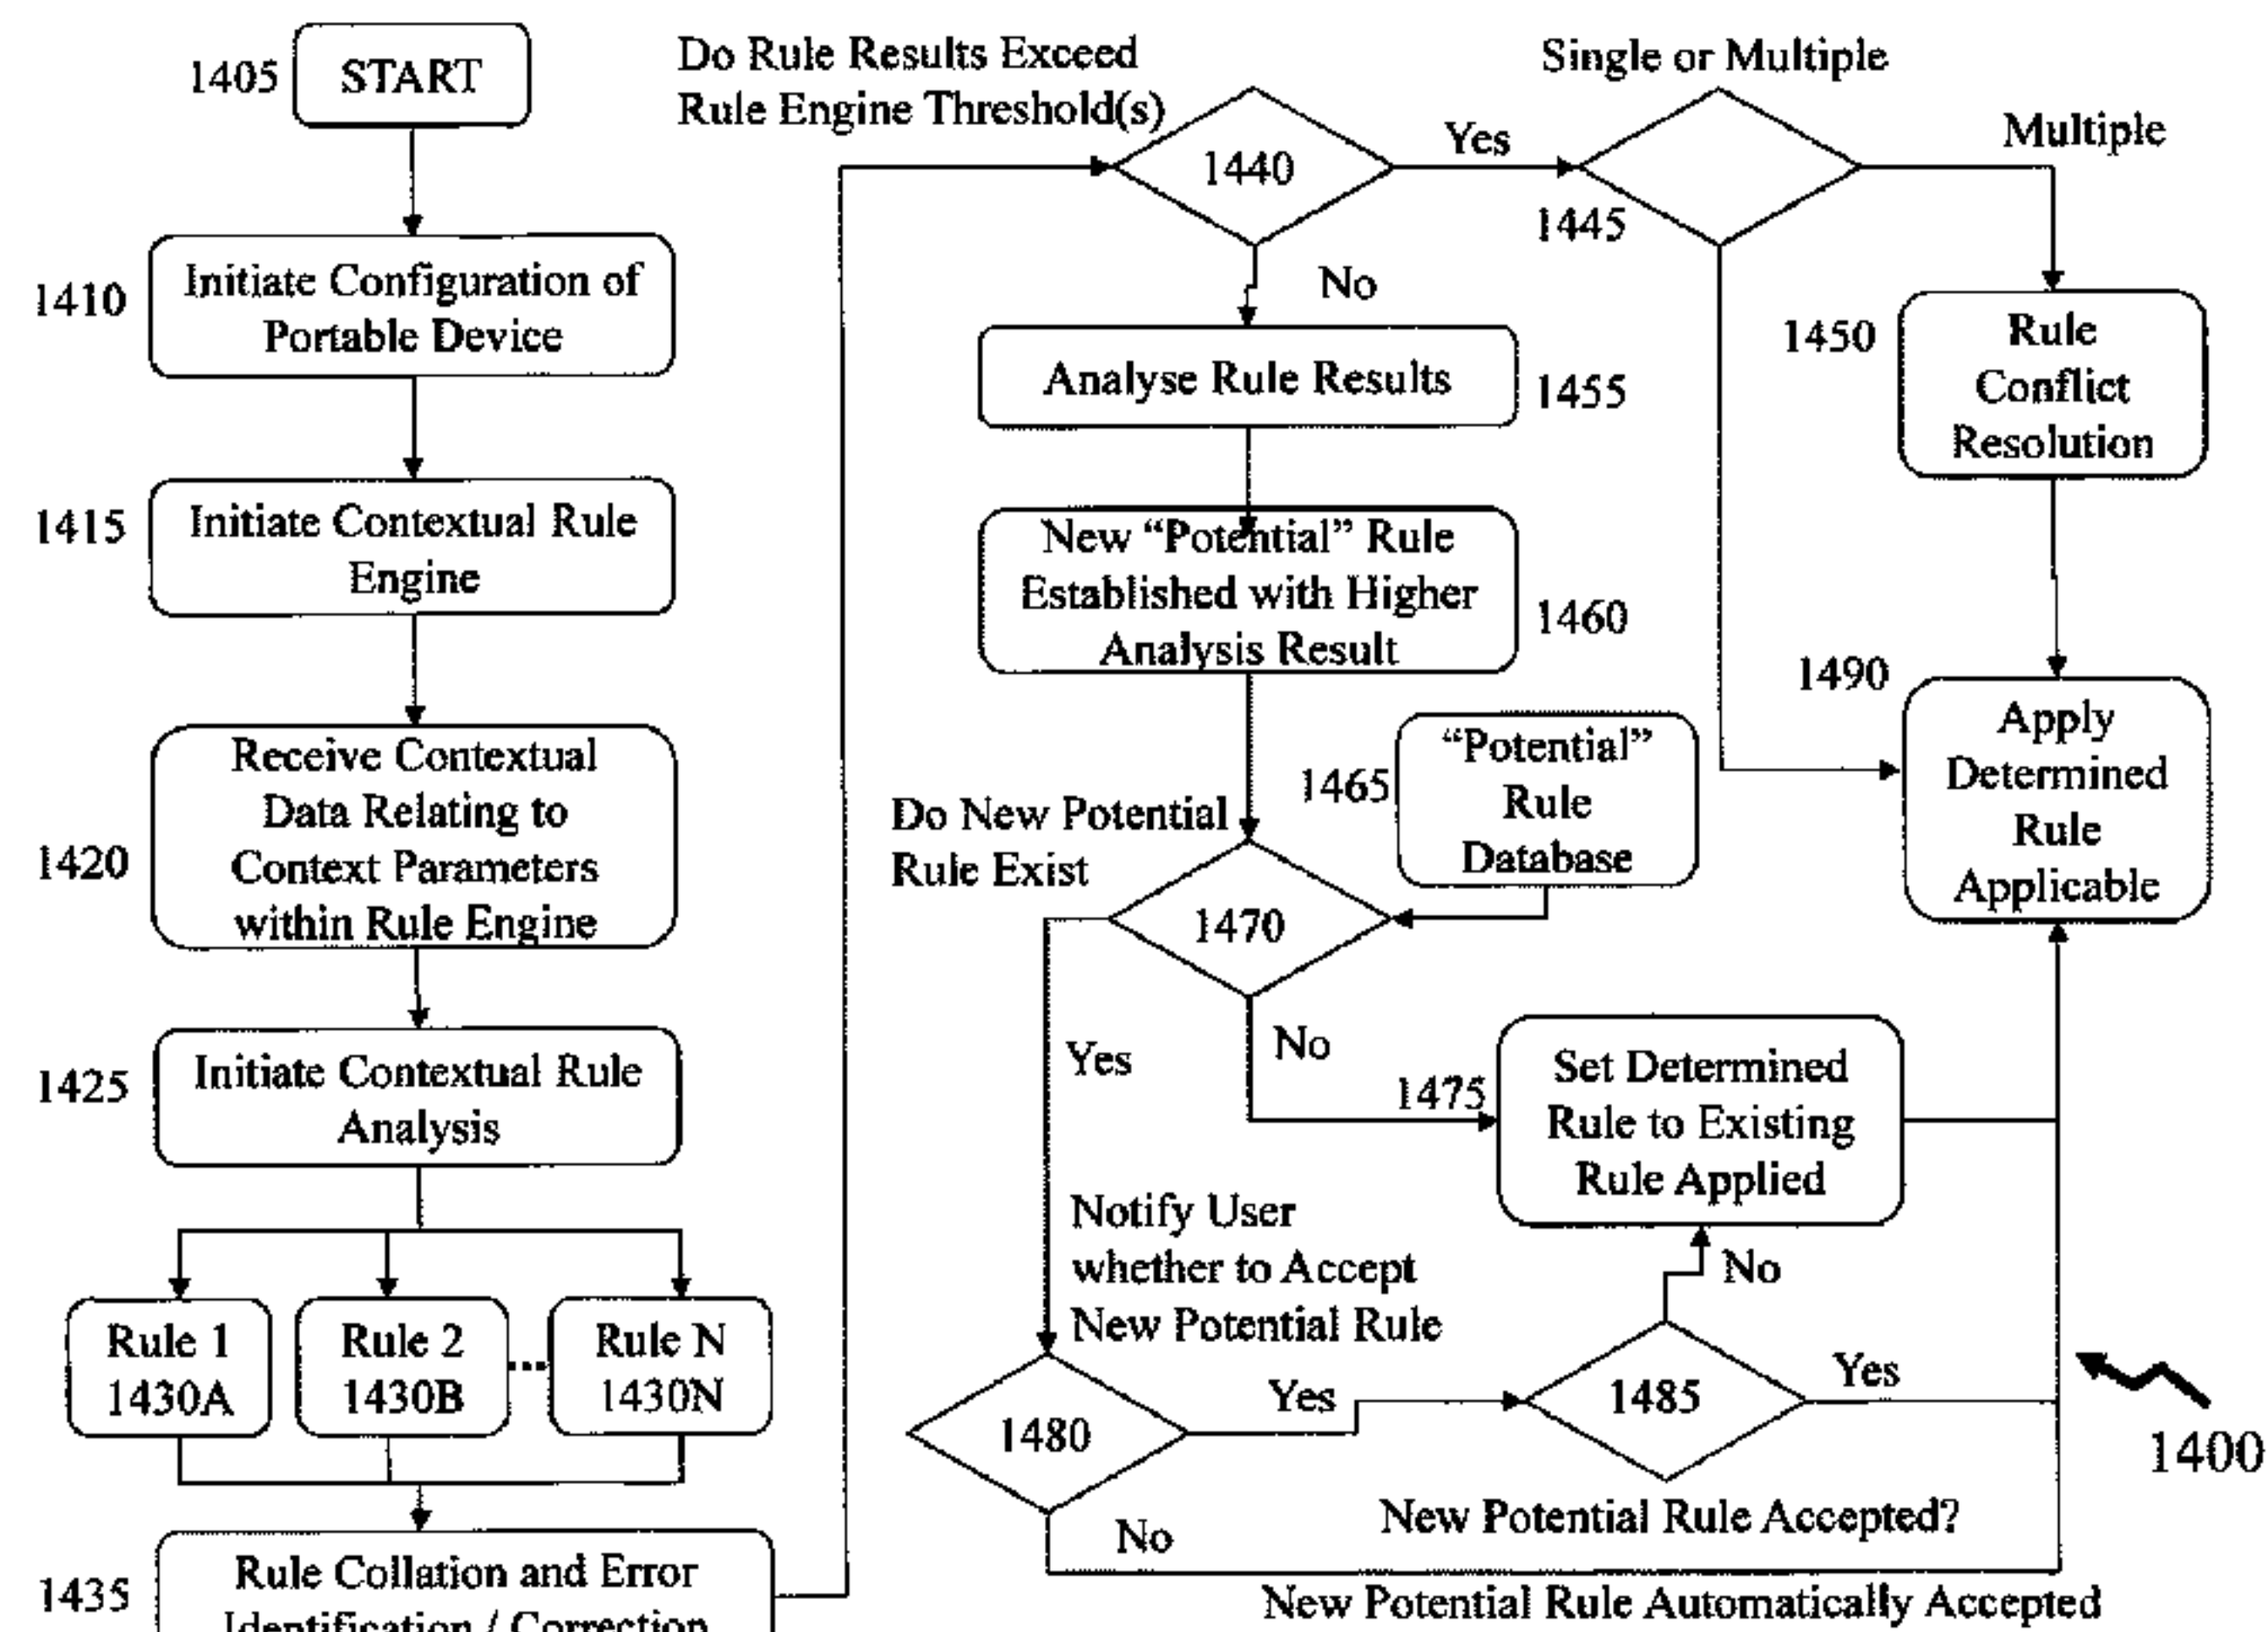 1405
START
1410
Initiate Configuration of
Portable Device
1415
Initiate Contextual Rule
Engine
1420
Receive Contextual
Data Relating to
Context Parameters
within Rule Engine
1425
Initiate Contextual Rule
Analysis
Rule 1
1430A
Rule 2
1430B
Rule N
1430N
1435
Rule Collation and Error
Identification / Correction
Do Rule Results Exceed
Rule Engine Threshold(s)
1440
Yes
No
Single or Multiple
1445
Multiple
1450
Rule
Conflict
Resolution
Analyse Rule Results
1455
New “Potential” Rule
Established with Higher
Analysis Result
1460
1465
“Potential”
Rule
Database
Do New Potential
Rule Exist
1470
Yes
No
1475
Set Determined
Rule to Existing
Rule Applied
1490
Apply
Determined
Rule
Applicable
Notify User
whether to Accept
New Potential Rule
1480
Yes
No
1485
No
Yes
New Potential Rule Accepted?
New Potential Rule Automatically Accepted
1400